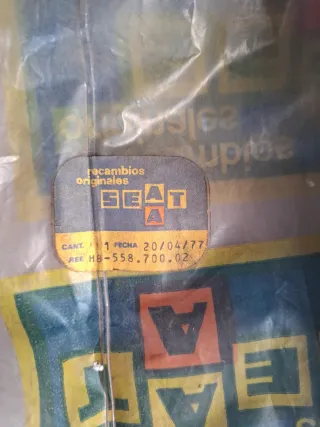 recambios
originales
SEAT
A
CANT. 1 FECHA 20/04/77
REF. HB-558.700.02